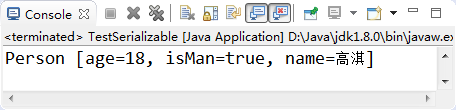 Console
<terminated> TestSerializable [Java Application] D:\Java\jdk1.8.0\bin\javaw.ex
Person [age=18, isMan=true, name=高淇]